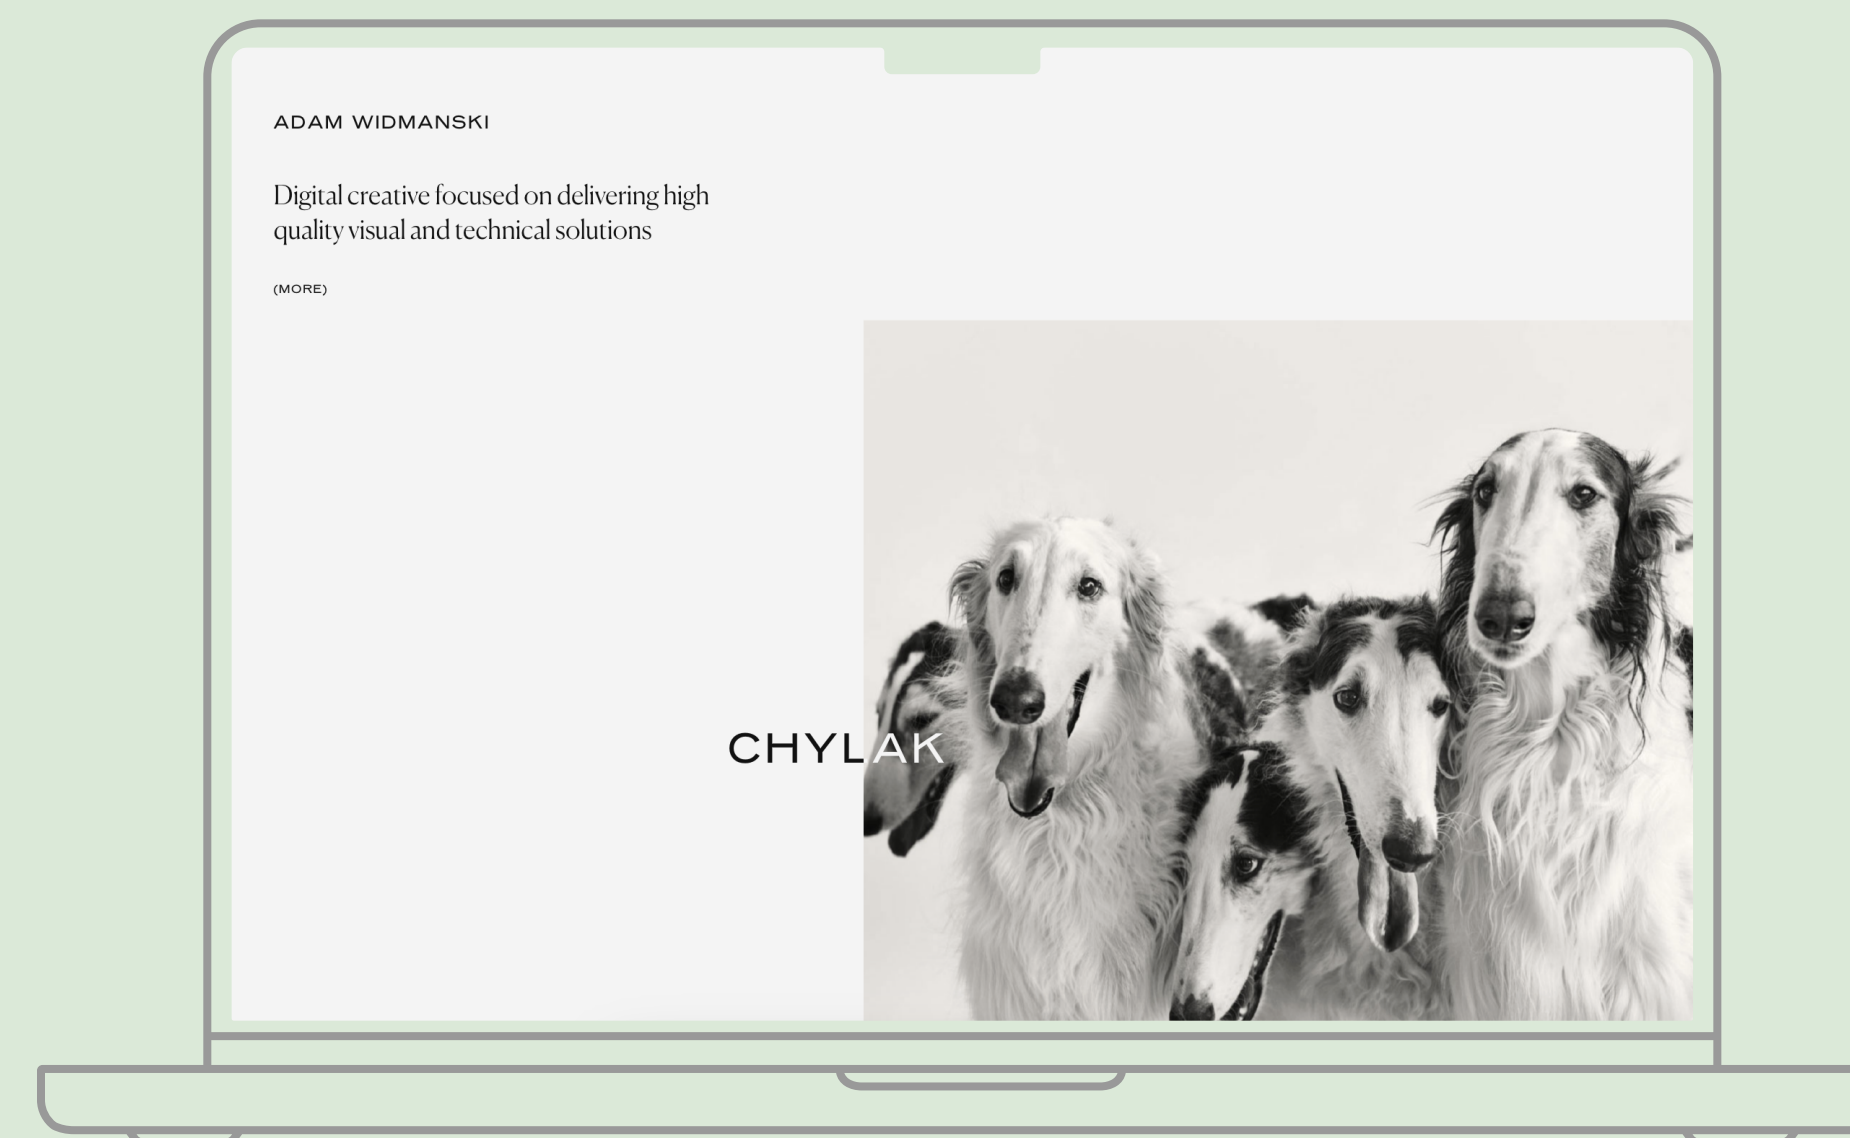 ADAM WIDMANSKI
Digital creative focused on delivering high
quality visual and technical solutions
(MORE)
CHYLAK